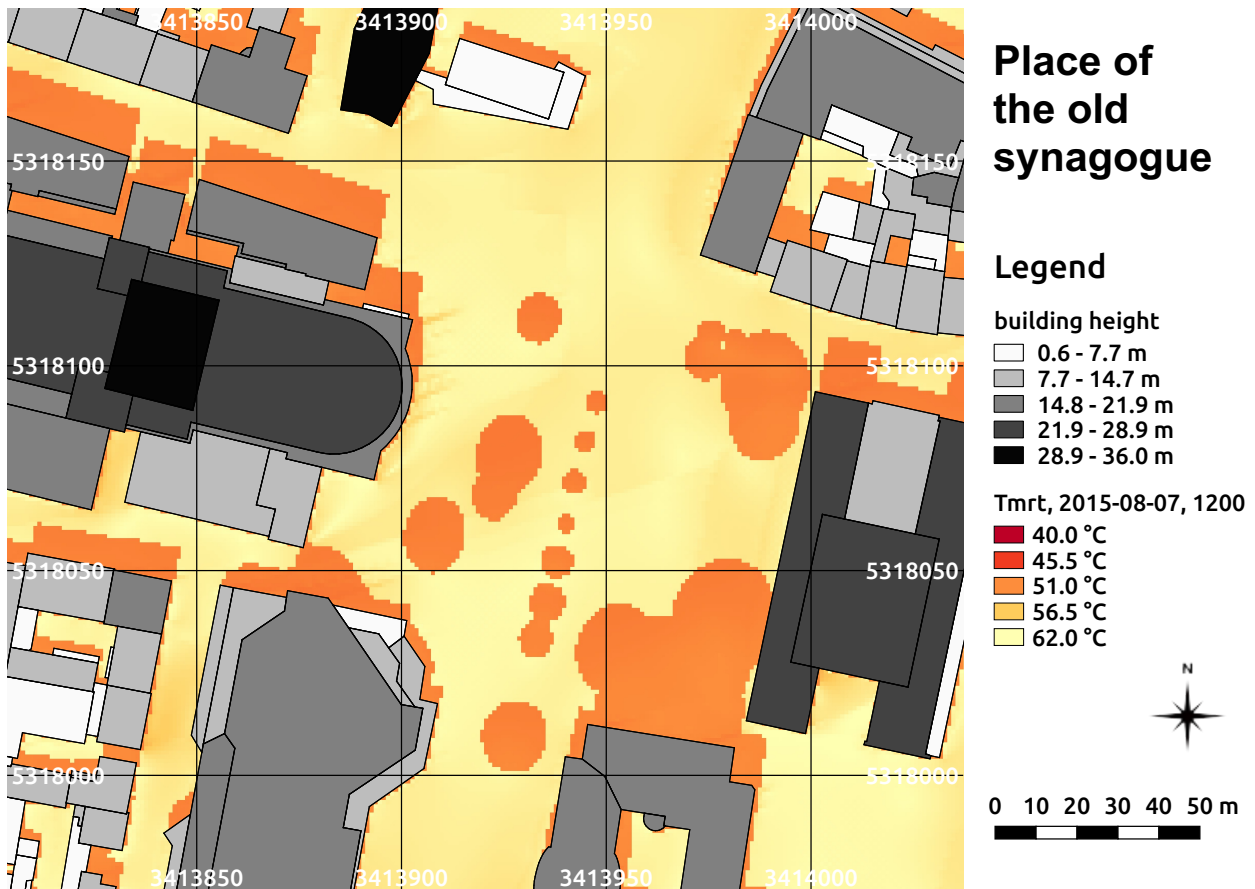 3413850 3413900 3413950 3414000
5318150 5318150
5318100 5318100
5318050 5318050
5318000 5318000
3413850 3413900 3413950 3414000
Place of
the old
synagogue
Legend
building height
0.6 - 7.7 m
7.7 - 14.7 m
14.8 - 21.9 m
21.9 - 28.9 m
28.9 - 36.0 m
Tmrt, 2015-08-07, 1200
40.0 °C
45.5 °C
51.0 °C
56.5 °C
62.0 °C
N
0 10 20 30 40 50 m